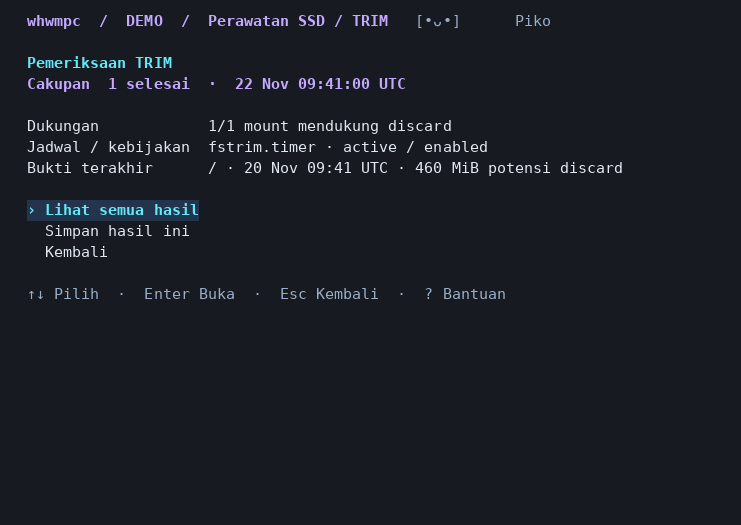 whwmpc / DEMO / Perawatan SSD / TRIM [•ᴗ•] Piko
Pemeriksaan TRIM
Cakupan 1 selesai · 22 Nov 09:41:00 UTC
Dukungan 1/1 mount mendukung discard
Jadwal / kebijakan fstrim.timer · active / enabled
Bukti terakhir / · 20 Nov 09:41 UTC · 460 MiB potensi discard
› Lihat semua hasil
Simpan hasil ini
Kembali
↑↓ Pilih · Enter Buka · Esc Kembali · ? Bantuan